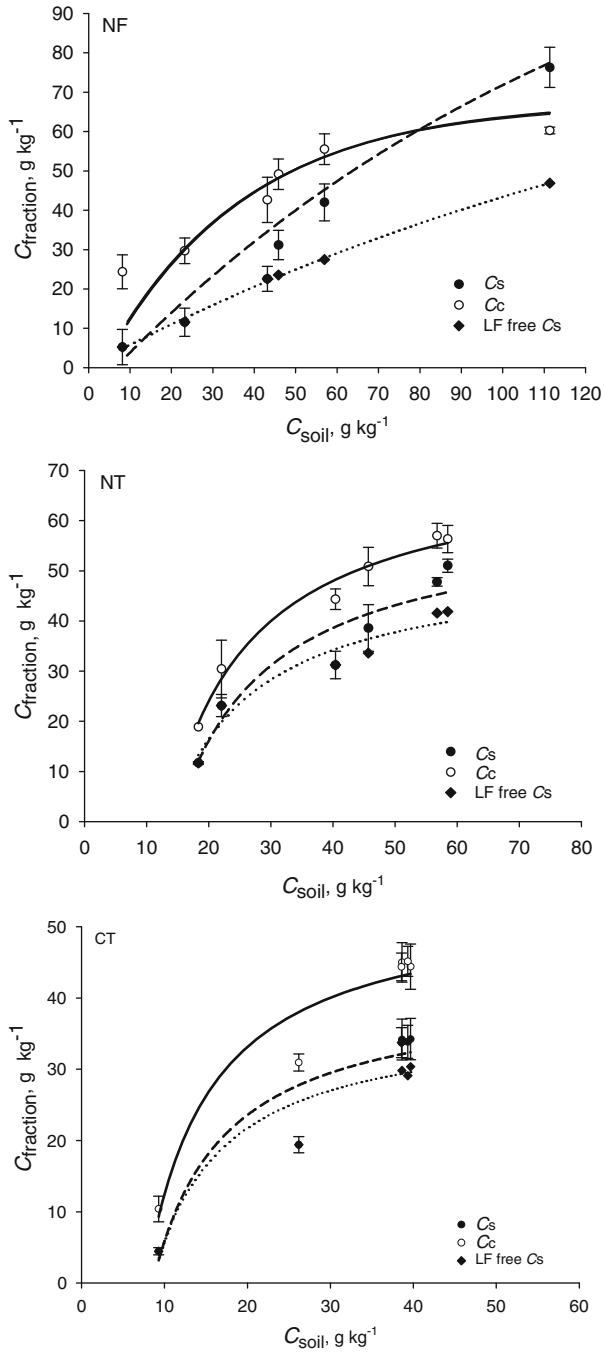 NF
90
80
70
60
50
40
30
20
10
0
Cfraction, g kg-1
Cs
Cc
LF free Cs
0 10 20 30 40 50 60 70 80 90 100 110 120
Csoil, g kg-1
NT
70
60
50
40
30
20
10
0
Cfraction, g kg-1
Cs
Cc
LF free Cs
0 10 20 30 40 50 60 70 80
Csoil, g kg-1
CT
50
40
30
20
10
0
Cfraction, g kg-1
Cs
Cc
LF free Cs
0 10 20 30 40 50 60
Csoil, g kg-1